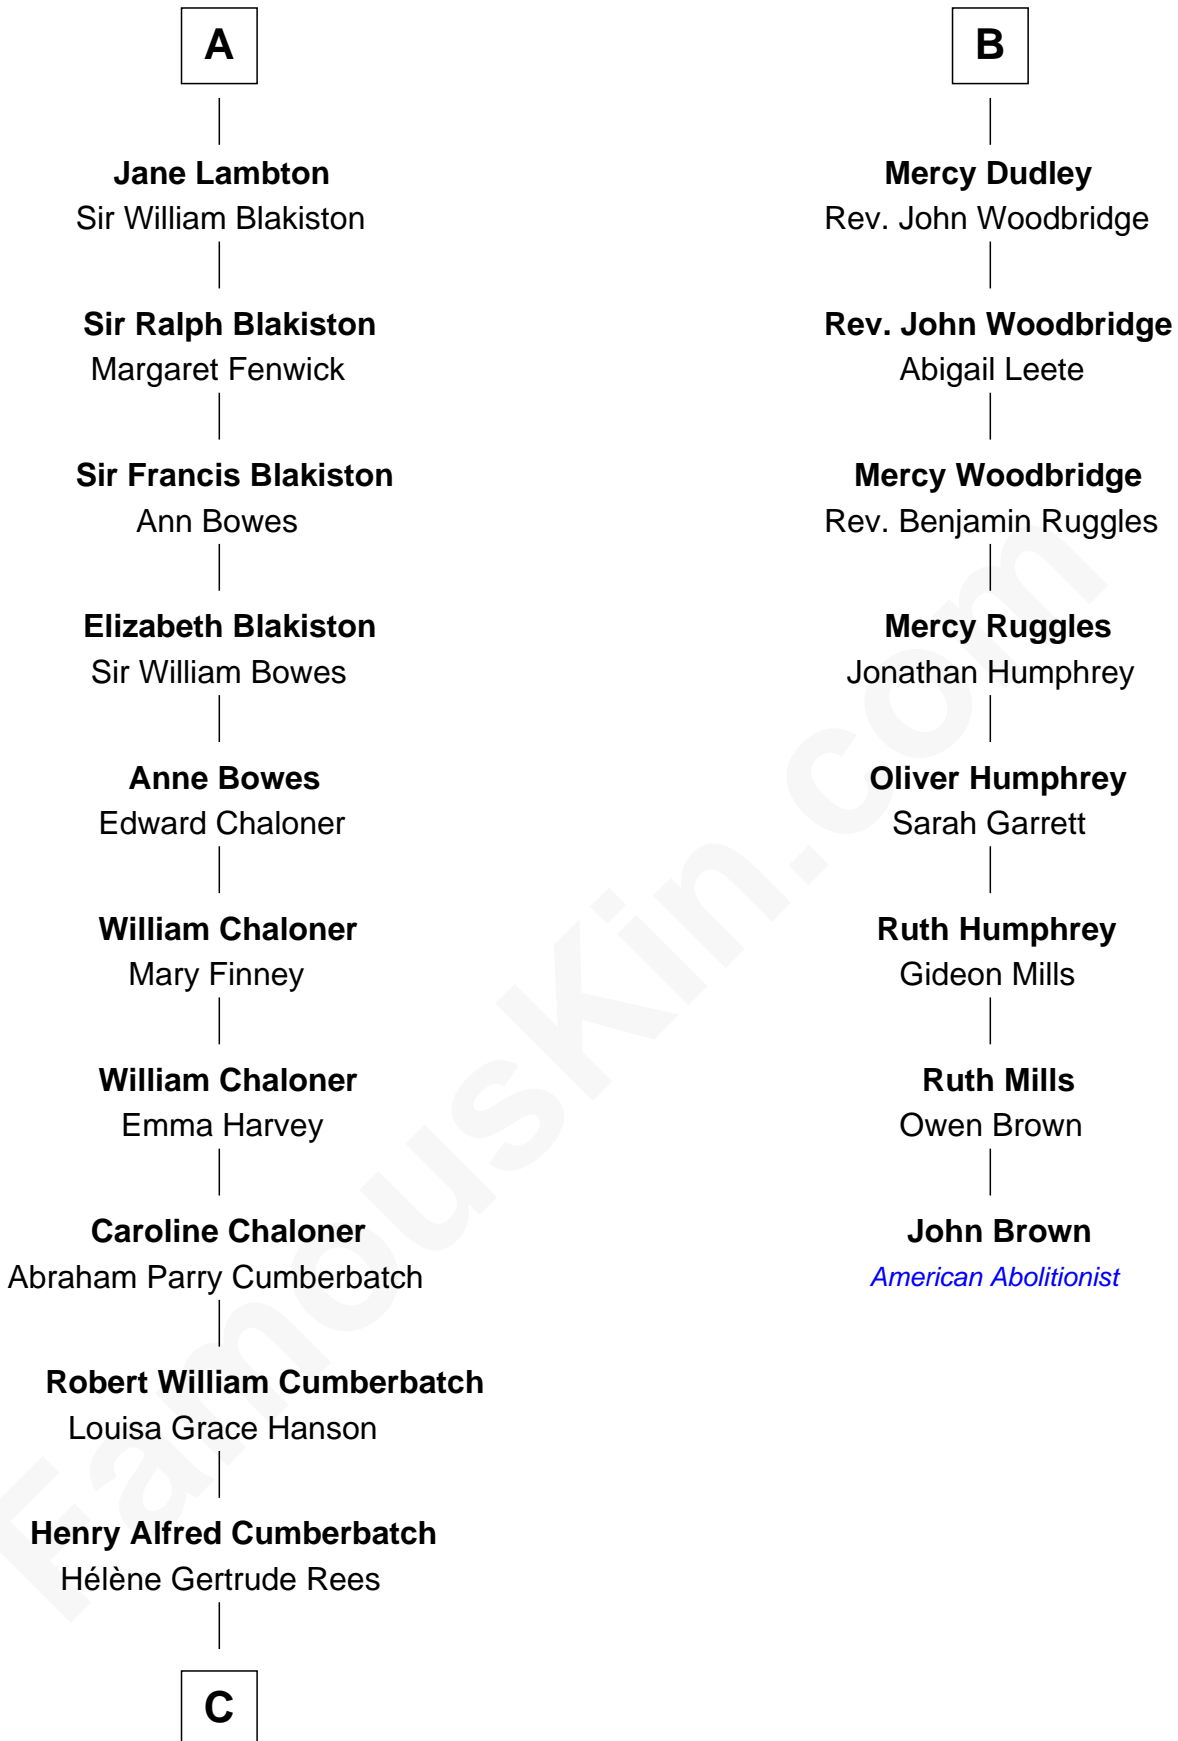 A
Jane Lambton
Sir William Blakiston
Sir Ralph Blakiston
Margaret Fenwick
Sir Francis Blakiston
Ann Bowes
Elizabeth Blakiston
Sir William Bowes
Anne Bowes
Edward Chaloner
William Chaloner
Mary Finney
William Chaloner
Emma Harvey
Caroline Chaloner
Abraham Parry Cumberbatch
Robert William Cumberbatch
Louisa Grace Hanson
Henry Alfred Cumberbatch
Hélène Gertrude Rees
C
B
Mercy Dudley
Rev. John Woodbridge
Rev. John Woodbridge
Abigail Leete
Mercy Woodbridge
Rev. Benjamin Ruggles
Mercy Ruggles
Jonathan Humphrey
Oliver Humphrey
Sarah Garrett
Ruth Humphrey
Gideon Mills
Ruth Mills
Owen Brown
John Brown
American Abolitionist
FamousKin.com